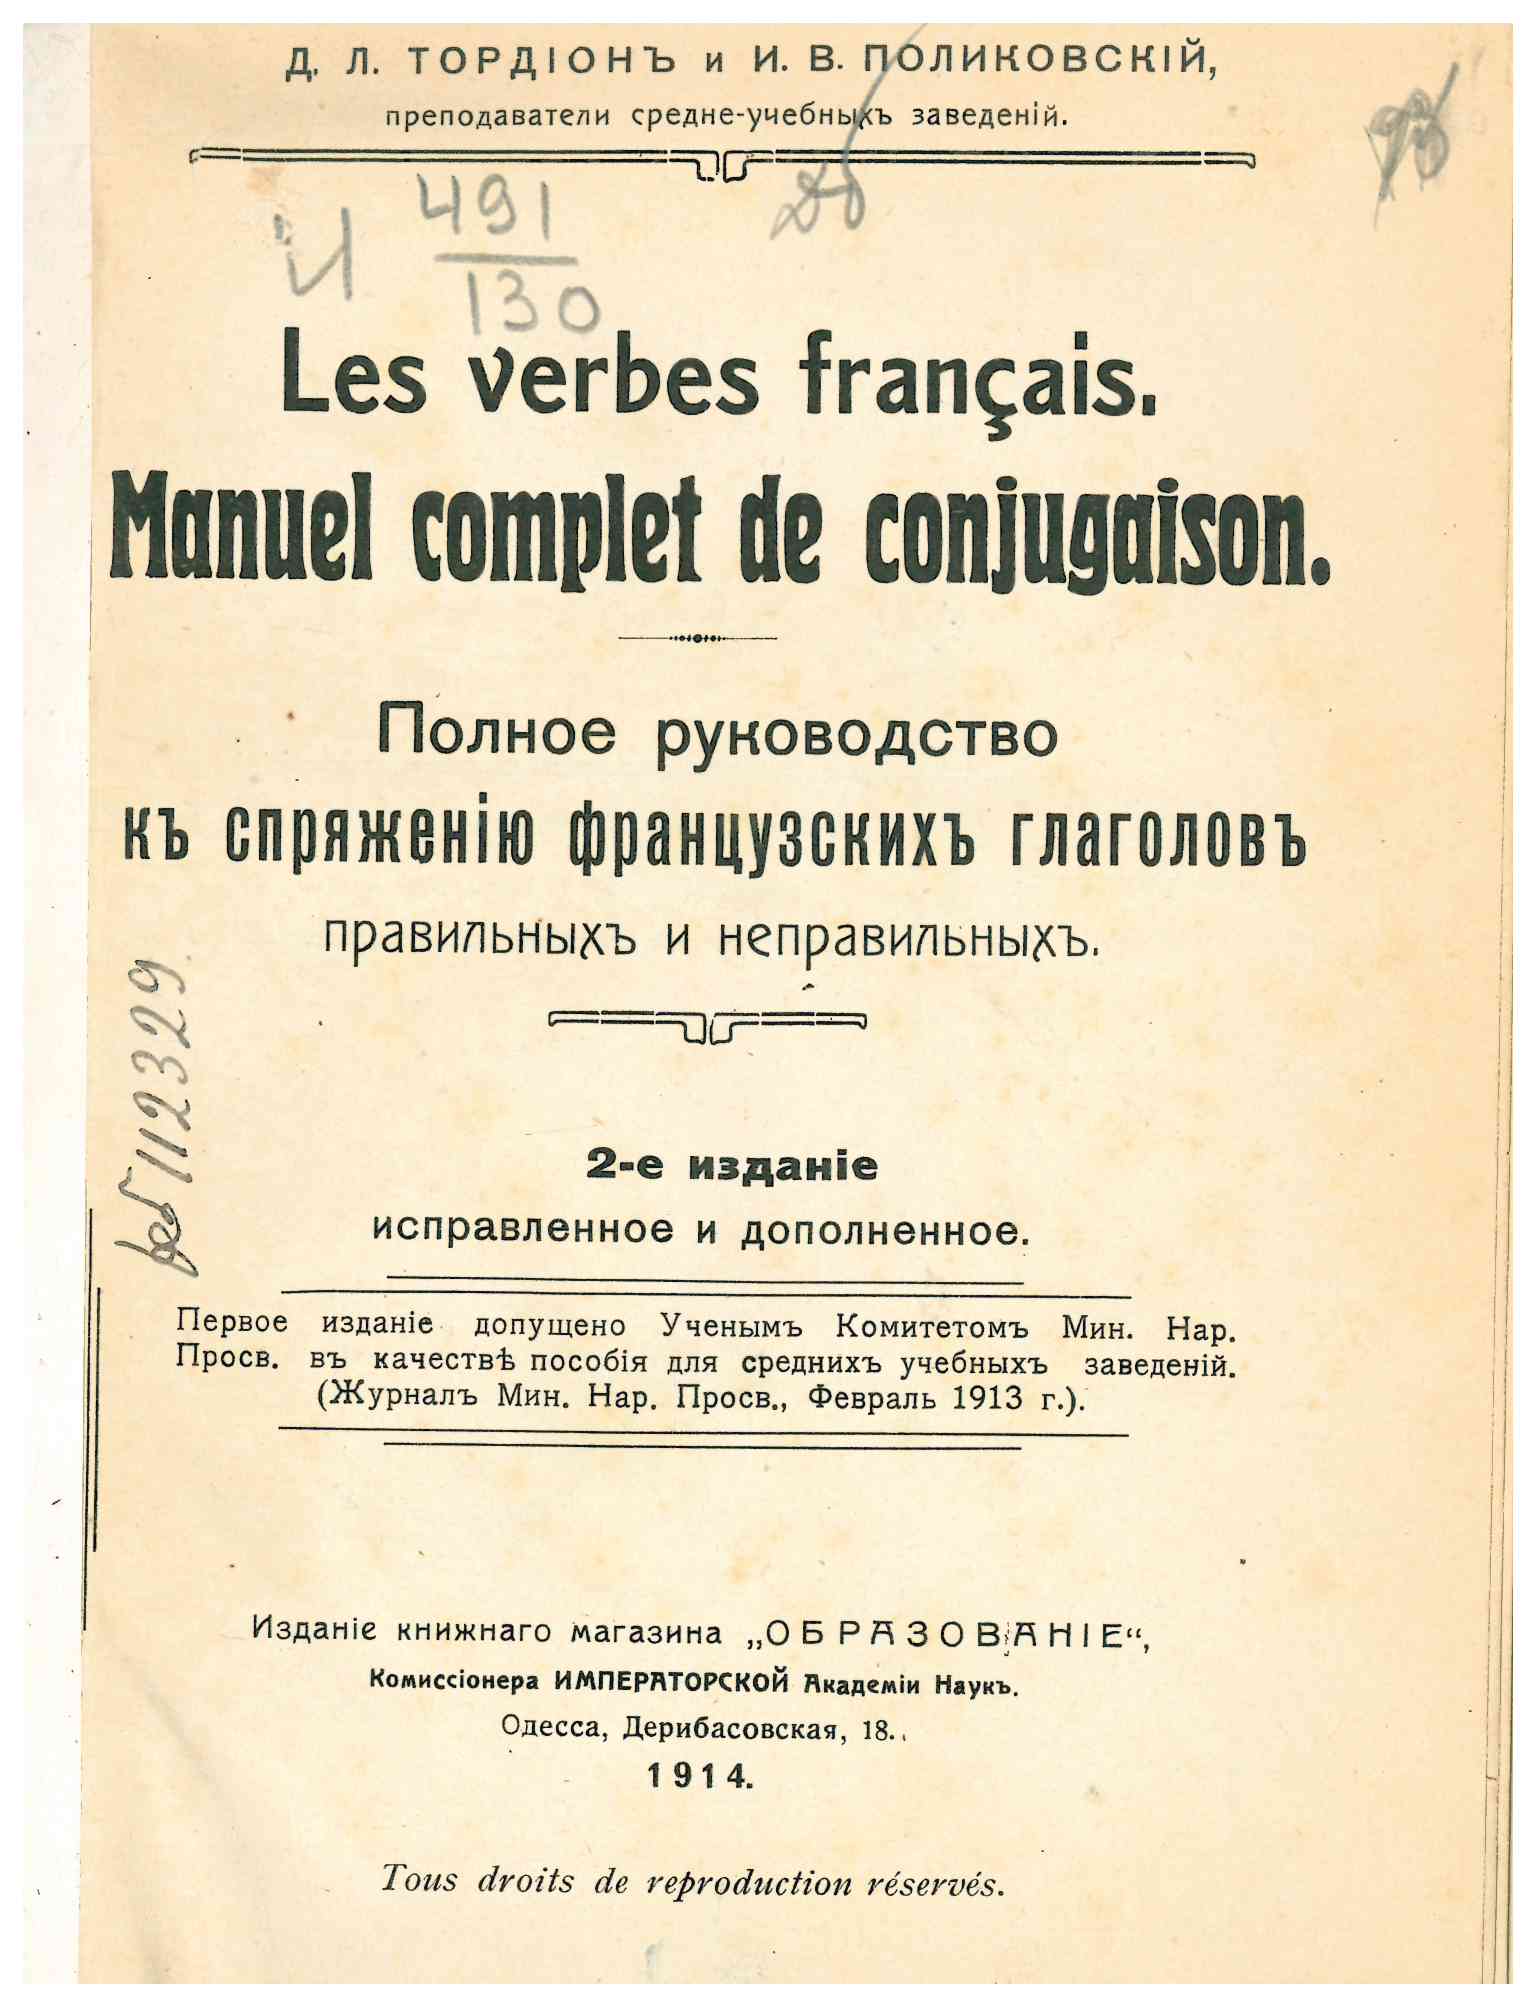 Д. Л. ТОРДІОНЪ и И. В. ПОЛИКОВСКІЙ,
преподаватели средне-учебныхъ заведеній.
И 491
130
Les verbes français.
Manuel complet de conjugaison.
Полное руководство
къ спряженію французскихъ глаголовъ
правильныхъ и неправильныхъ.
112329
2-е изданіе
исправленное и дополненное.
Первое изданіе допущено Ученымъ Комитетомъ Мин. Нар.
Просв. въ качествѣ пособія для среднихъ учебныхъ заведеній.
(Журналъ Мин. Нар. Просв., Февраль 1913 г.).
Изданіе книжнаго магазина „ОБРАЗОВАНІЕ“,
Комиссіонера ИМПЕРАТОРСКОЙ Академіи Наукъ.
Одесса, Дерибасовская, 18.
1914.
Tous droits de reproduction réservés.